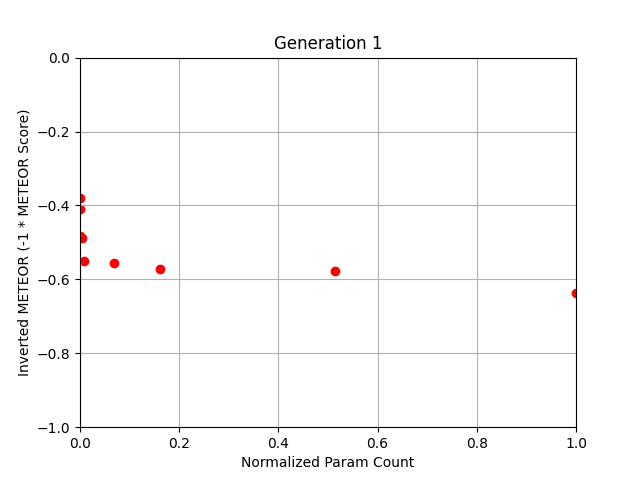 Generation 1
0.0
−0.2
−0.4
−0.6
−0.8
−1.0
Inverted METEOR (-1 * METEOR Score)
0.0 0.2 0.4 0.6 0.8 1.0
Normalized Param Count